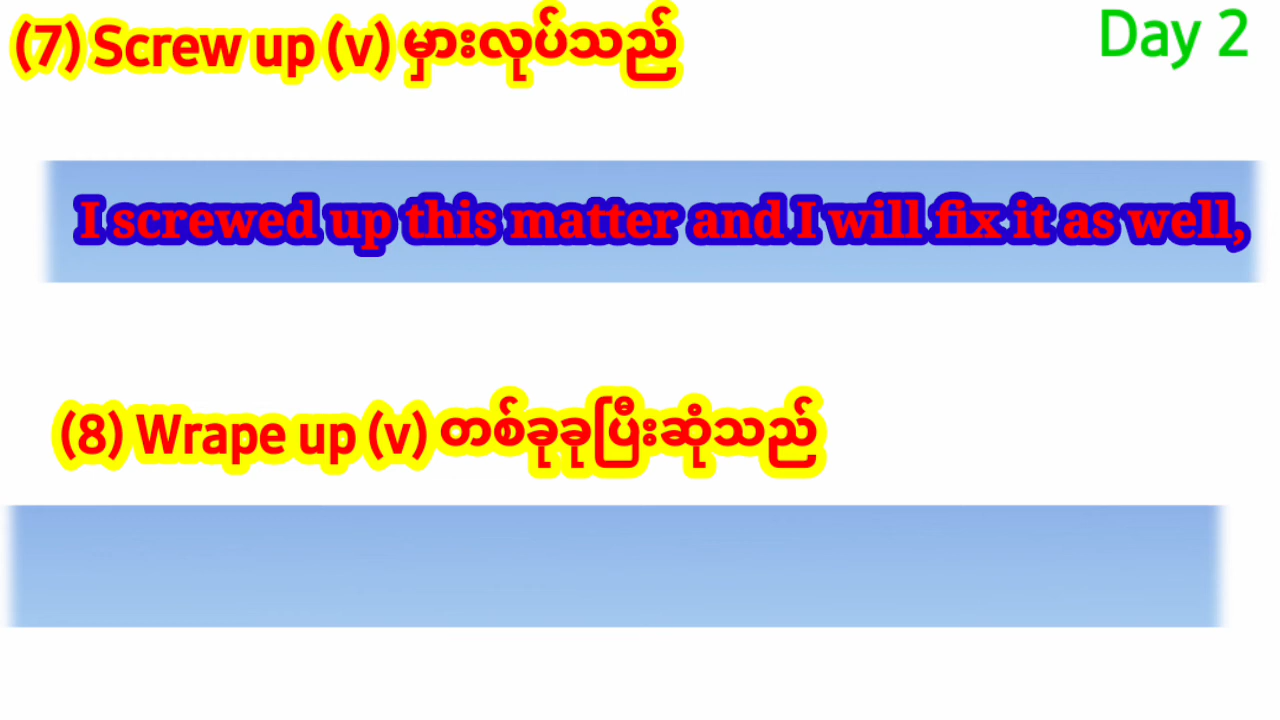 (7) Screw up (v) မှားလုပ်သည်
Day 2
I screwed up this matter and I will fix it as well,
(8) Wrape up (v) တစ်ခုခုပြီးဆုံသည်